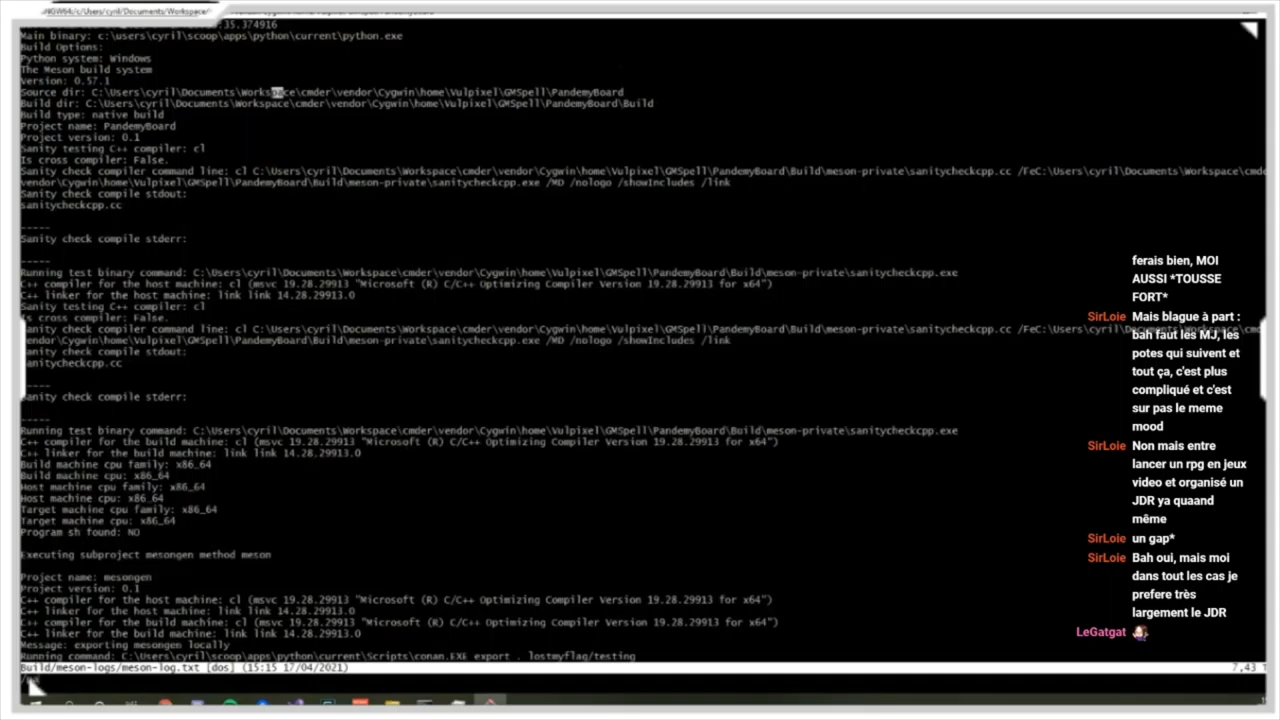 Main binary: c:\users\cyril\scoop\apps\python\current\python.exe
Build Options:
Python system: Windows
The Meson build system
Version: 0.57.1
Source dir: C:\Users\cyril\Documents\Workspace\cmder\vendor\Cygwin\home\Vulpixel\GMSpell\PandemyBoard
Build dir: C:\Users\cyril\Documents\Workspace\cmder\vendor\Cygwin\home\Vulpixel\GMSpell\PandemyBoard\Build
Build type: native build
Project name: PandemyBoard
Project version: 0.1
Sanity testing C++ compiler: cl
Is cross compiler: False.
Sanity check compiler command line: cl C:\Users\cyril\Documents\Workspace\cmder\vendor\Cygwin\home\Vulpixel\GMSpell\PandemyBoard\Build\meson-private\sanitycheckcpp.cc /FeC:\Users\cyril\Documents\Workspace\cmde
vendor\Cygwin\home\Vulpixel\GMSpell\PandemyBoard\Build\meson-private\sanitycheckcpp.exe /MD /nologo /showIncludes /link
Sanity check compile stdout:
sanitycheckcpp.cc
-----
Sanity check compile stderr:
-----
Running test binary command: C:\Users\cyril\Documents\Workspace\cmder\vendor\Cygwin\home\Vulpixel\GMSpell\PandemyBoard\Build\meson-private\sanitycheckcpp.exe
C++ compiler for the host machine: cl (msvc 19.28.29913 "Microsoft (R) C/C++ Optimizing Compiler Version 19.28.29913 for x64")
C++ linker for the host machine: link link 14.28.29913.0
Sanity testing C++ compiler: cl
Is cross compiler: False.
Sanity check compiler command line: cl C:\Users\cyril\Documents\Workspace\cmder\vendor\Cygwin\home\Vulpixel\GMSpell\PandemyBoard\Build\meson-private\sanitycheckcpp.cc /FeC:\Users\cyril\Documents\Workspace\cmd
vendor\Cygwin\home\Vulpixel\GMSpell\PandemyBoard\Build\meson-private\sanitycheckcpp.exe /MD /nologo /showIncludes /link
sanity check compile stdout:
sanitycheckcpp.cc
----
sanity check compile stderr:
-----
Running test binary command: C:\Users\cyril\Documents\Workspace\cmder\vendor\Cygwin\home\Vulpixel\GMSpell\PandemyBoard\Build\meson-private\sanitycheckcpp.exe
C++ compiler for the build machine: cl (msvc 19.28.29913 "Microsoft (R) C/C++ Optimizing Compiler Version 19.28.29913 for x64")
C++ linker for the build machine: link link 14.28.29913.0
Build machine cpu family: x86_64
Build machine cpu: x86_64
Host machine cpu family: x86_64
Host machine cpu: x86_64
Target machine cpu family: x86_64
Target machine cpu: x86_64
Program sh found: NO
Executing subproject mesongen method meson
Project name: mesongen
Project version: 0.1
C++ compiler for the host machine: cl (msvc 19.28.29913 "Microsoft (R) C/C++ Optimizing Compiler Version 19.28.29913 for x64")
C++ linker for the host machine: link link 14.28.29913.0
C++ compiler for the build machine: cl (msvc 19.28.29913 "Microsoft (R) C/C++ Optimizing Compiler Version 19.28.29913 for x64")
C++ linker for the build machine: link link 14.28.29913.0
Message: exporting mesongen locally
Running command: C:\Users\cyril\scoop\apps\python\current\Scripts\conan.EXE export . lostmyflag/testing
Build/meson-logs/meson-log.txt [dos] (15:15 17/04/2021) 7,43
ferais bien, MOI
AUSSI *TOUSSE
FORT*
SirLoie Mais blague à part :
bah faut les MJ, les
potes qui suivent et
tout ça, c'est plus
compliqué et c'est
sur pas le meme
mood
SirLoie Non mais entre
lancer un rpg en jeux
video et organisé un
JDR ya quaand
même
SirLoie un gap*
SirLoie Bah oui, mais moi
dans tout les cas je
prefere très
largement le JDR
LeGatgat